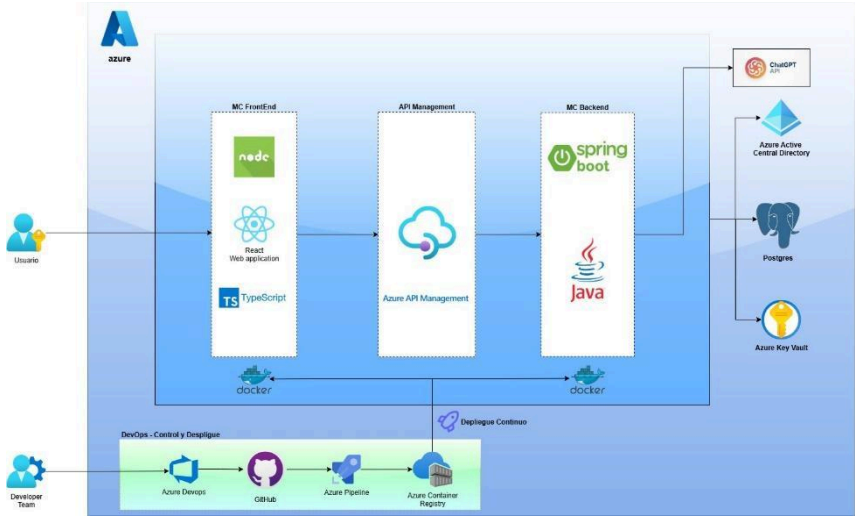 azure
ChatGPT
API
MC FrontEnd
API Management
MC Backend
node
spring
boot
Azure Active
Central Directory
React
Web application
Usuario
Postgres
TS TypeScript
Azure API Management
Java
Azure Key Vault
docker
docker
Depliegue Continuo
DevOps - Control y Despligue
Developer
Team
Azure Devops
GitHub
Azure Pipeline
Azure Container
Registry